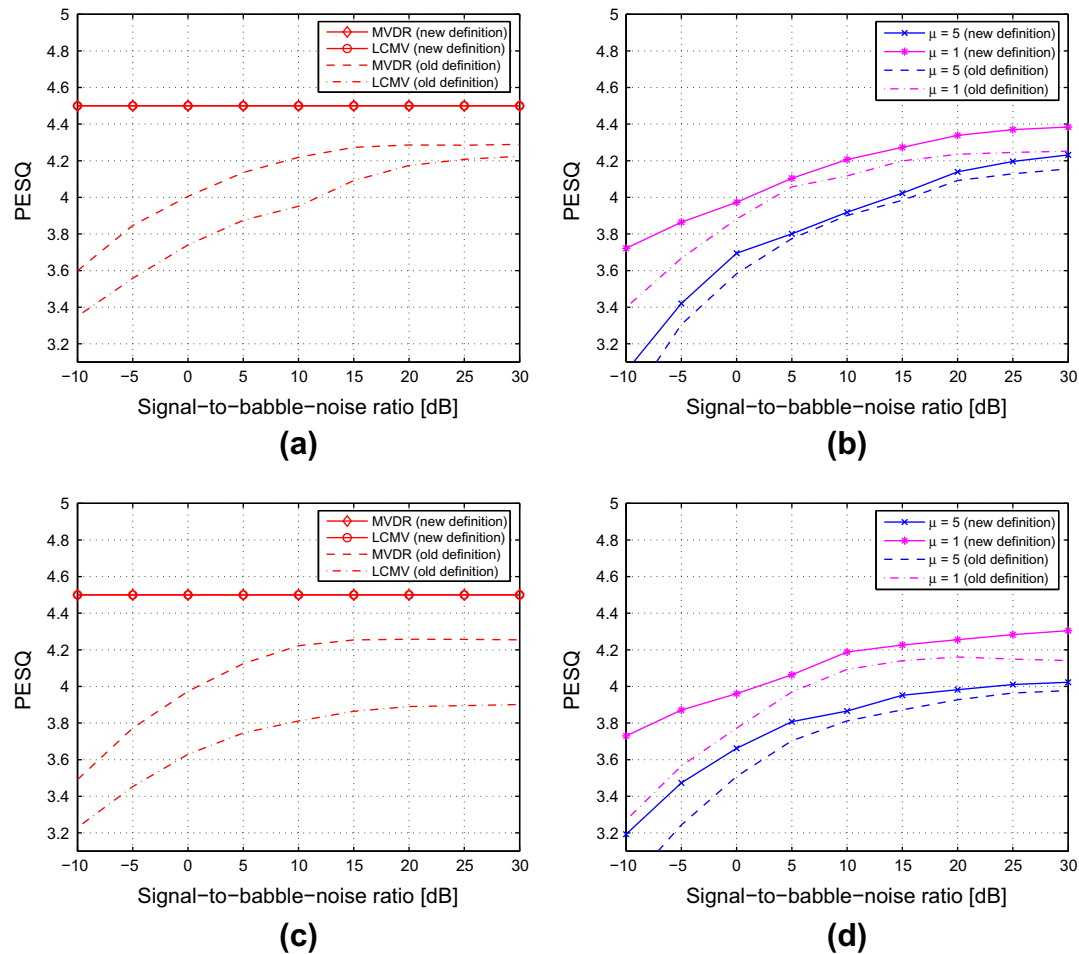 5
4.8
4.6
4.4
4.2
4
3.8
3.6
3.4
3.2
PESQ
MVDR (new definition)
LCMV (new definition)
MVDR (old definition)
LCMV (old definition)
−10 −5 0 5 10 15 20 25 30
Signal−to−babble−noise ratio [dB]
(a)
5
4.8
4.6
4.4
4.2
4
3.8
3.6
3.4
3.2
PESQ
μ = 5 (new definition)
μ = 1 (new definition)
μ = 5 (old definition)
μ = 1 (old definition)
−10 −5 0 5 10 15 20 25 30
Signal−to−babble−noise ratio [dB]
(b)
5
4.8
4.6
4.4
4.2
4
3.8
3.6
3.4
3.2
PESQ
MVDR (new definition)
LCMV (new definition)
MVDR (old definition)
LCMV (old definition)
−10 −5 0 5 10 15 20 25 30
Signal−to−babble−noise ratio [dB]
(c)
5
4.8
4.6
4.4
4.2
4
3.8
3.6
3.4
3.2
PESQ
μ = 5 (new definition)
μ = 1 (new definition)
μ = 5 (old definition)
μ = 1 (old definition)
−10 −5 0 5 10 15 20 25 30
Signal−to−babble−noise ratio [dB]
(d)